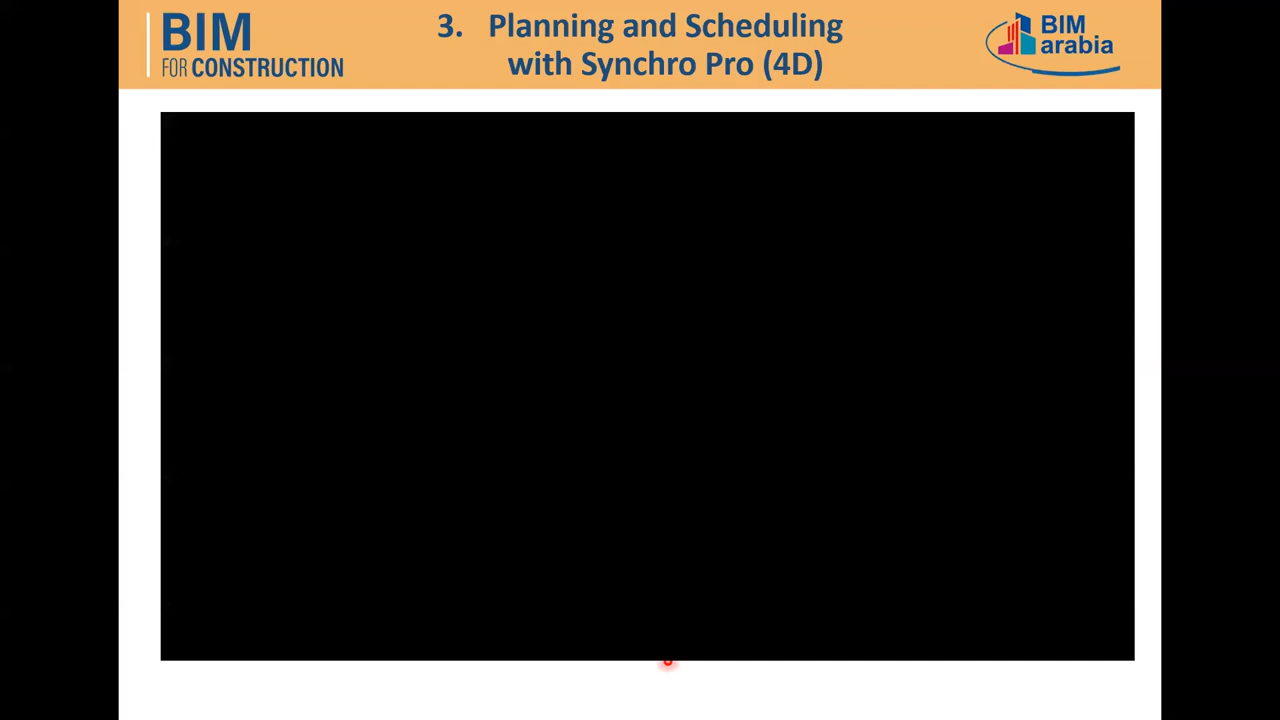 BIM
FOR CONSTRUCTION
3. Planning and Scheduling
with Synchro Pro (4D)
BIM
arabia